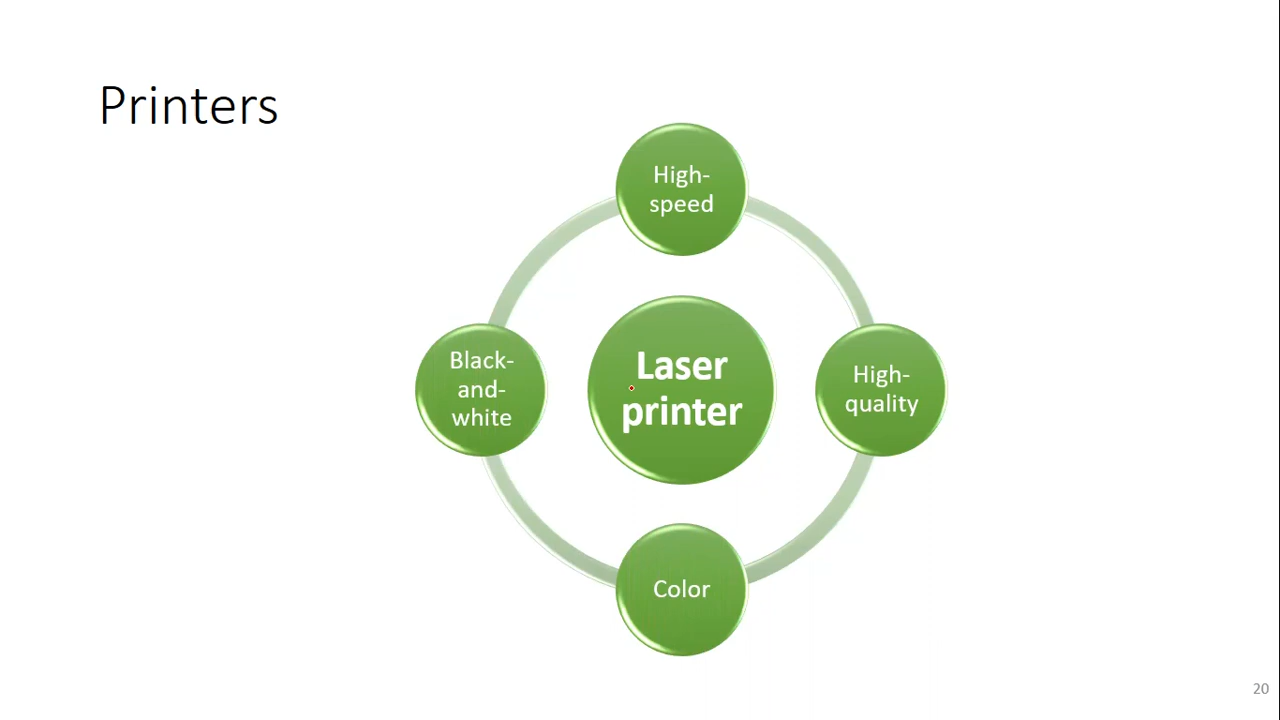 Printers
High-
speed
Black-
and-
white
Laser
printer
High-
quality
Color
20